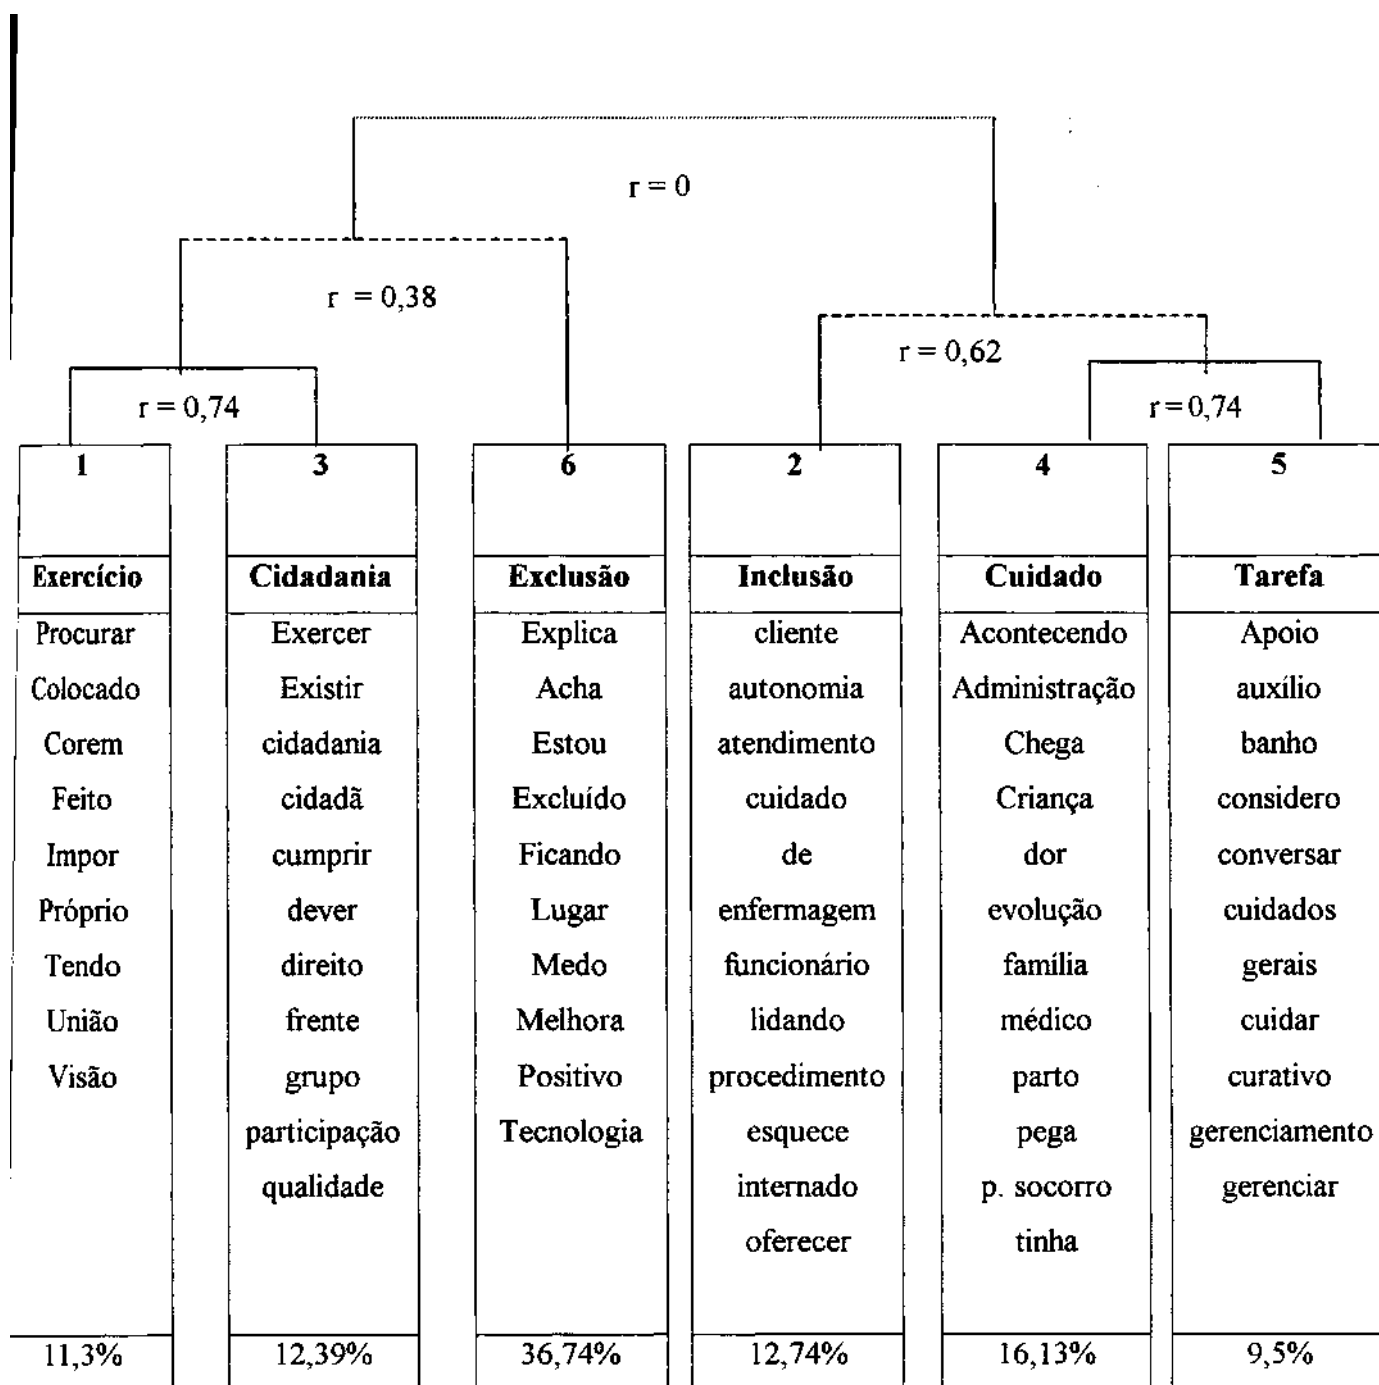 r = 0
r = 0,38
r = 0,62
r = 0,74
r = 0,74
1
Exercício
Procurar
Colocado
Corem
Feito
Impor
Próprio
Tendo
União
Visão
11,3%
3
Cidadania
Exercer
Existir
cidadania
cidadã
cumprir
dever
direito
frente
grupo
participação
qualidade
12,39%
6
Exclusão
Explica
Acha
Estou
Excluído
Ficando
Lugar
Medo
Melhora
Positivo
Tecnologia
36,74%
2
Inclusão
cliente
autonomia
atendimento
cuidado
de
enfermagem
funcionário
lidando
procedimento
esquece
internado
oferecer
12,74%
4
Cuidado
Acontecendo
Administração
Chega
Criança
dor
evolução
família
médico
parto
pega
p. socorro
tinha
16,13%
5
Tarefa
Apoio
auxílio
banho
considero
conversar
cuidados
gerais
cuidar
curativo
gerenciamento
gerenciar
9,5%